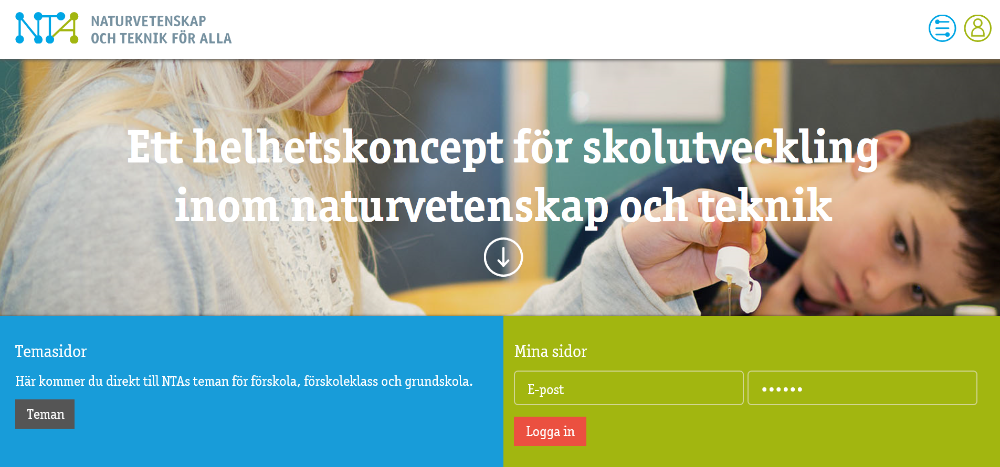 NTA
NATURVETENSKAP
OCH TEKNIK FÖR ALLA
Ett helhetskoncept för skolutveckling
inom naturvetenskap och teknik
Temasidor
Här kommer du direkt till NTAs teman för förskola, förskoleklass och grundskola.
Teman
Mina sidor
E-post
••••••
Logga in